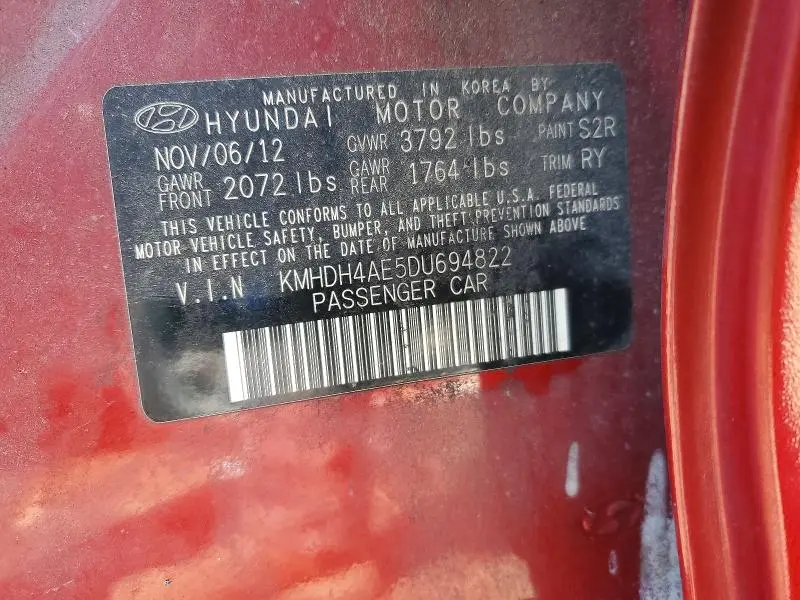 MANUFACTURED IN KOREA BY
HYUNDAI MOTOR COMPANY
NOV/06/12 GVWR 3792 lbs PAINT S2R
GAWR FRONT 2072 lbs GAWR REAR 1764 lbs TRIM RY
THIS VEHICLE CONFORMS TO ALL APPLICABLE U.S.A. FEDERAL
MOTOR VEHICLE SAFETY, BUMPER, AND THEFT PREVENTION STANDARDS
IN EFFECT ON THE DATE OF MANUFACTURE SHOWN ABOVE
V.I.N KMHDH4AE5DU694822
PASSENGER CAR